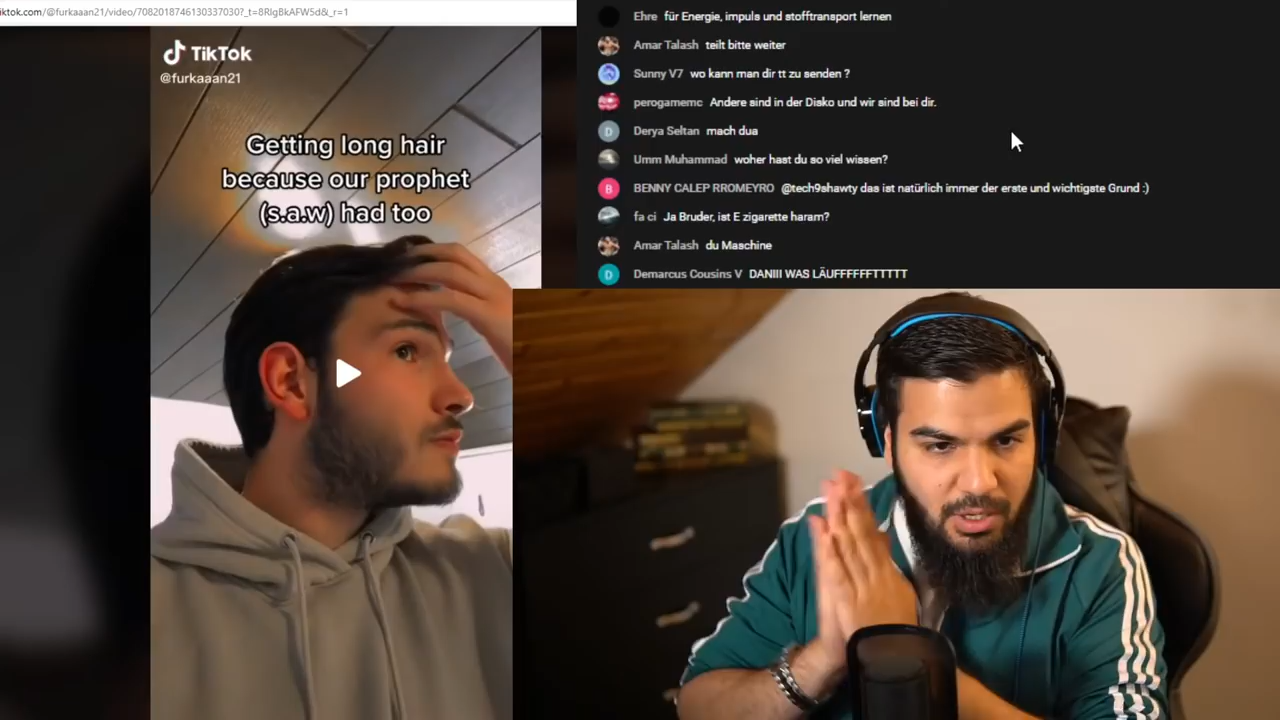 iktok.com/@furkaaan21/video/7082018746130337030?_t=8RlgBkAFW5d&_r=1
TikTok
@furkaaan21
Getting long hair
because our prophet
(s.a.w) had too
Ehre für Energie, impuls und stofftransport lernen
Amar Talash teilt bitte weiter
Sunny V7 wo kann man dir tt zu senden ?
perogamemc Andere sind in der Disko und wir sind bei dir.
D
Derya Seltan mach dua
Umm Muhammad woher hast du so viel wissen?
B
BENNY CALEP RROMEYRO @tech9shawty das ist natürlich immer der erste und wichtigste Grund :)
fa ci Ja Bruder, ist E zigarette haram?
Amar Talash du Maschine
D
Demarcus Cousins V DANIII WAS LÄUFFFFFFTTTTT